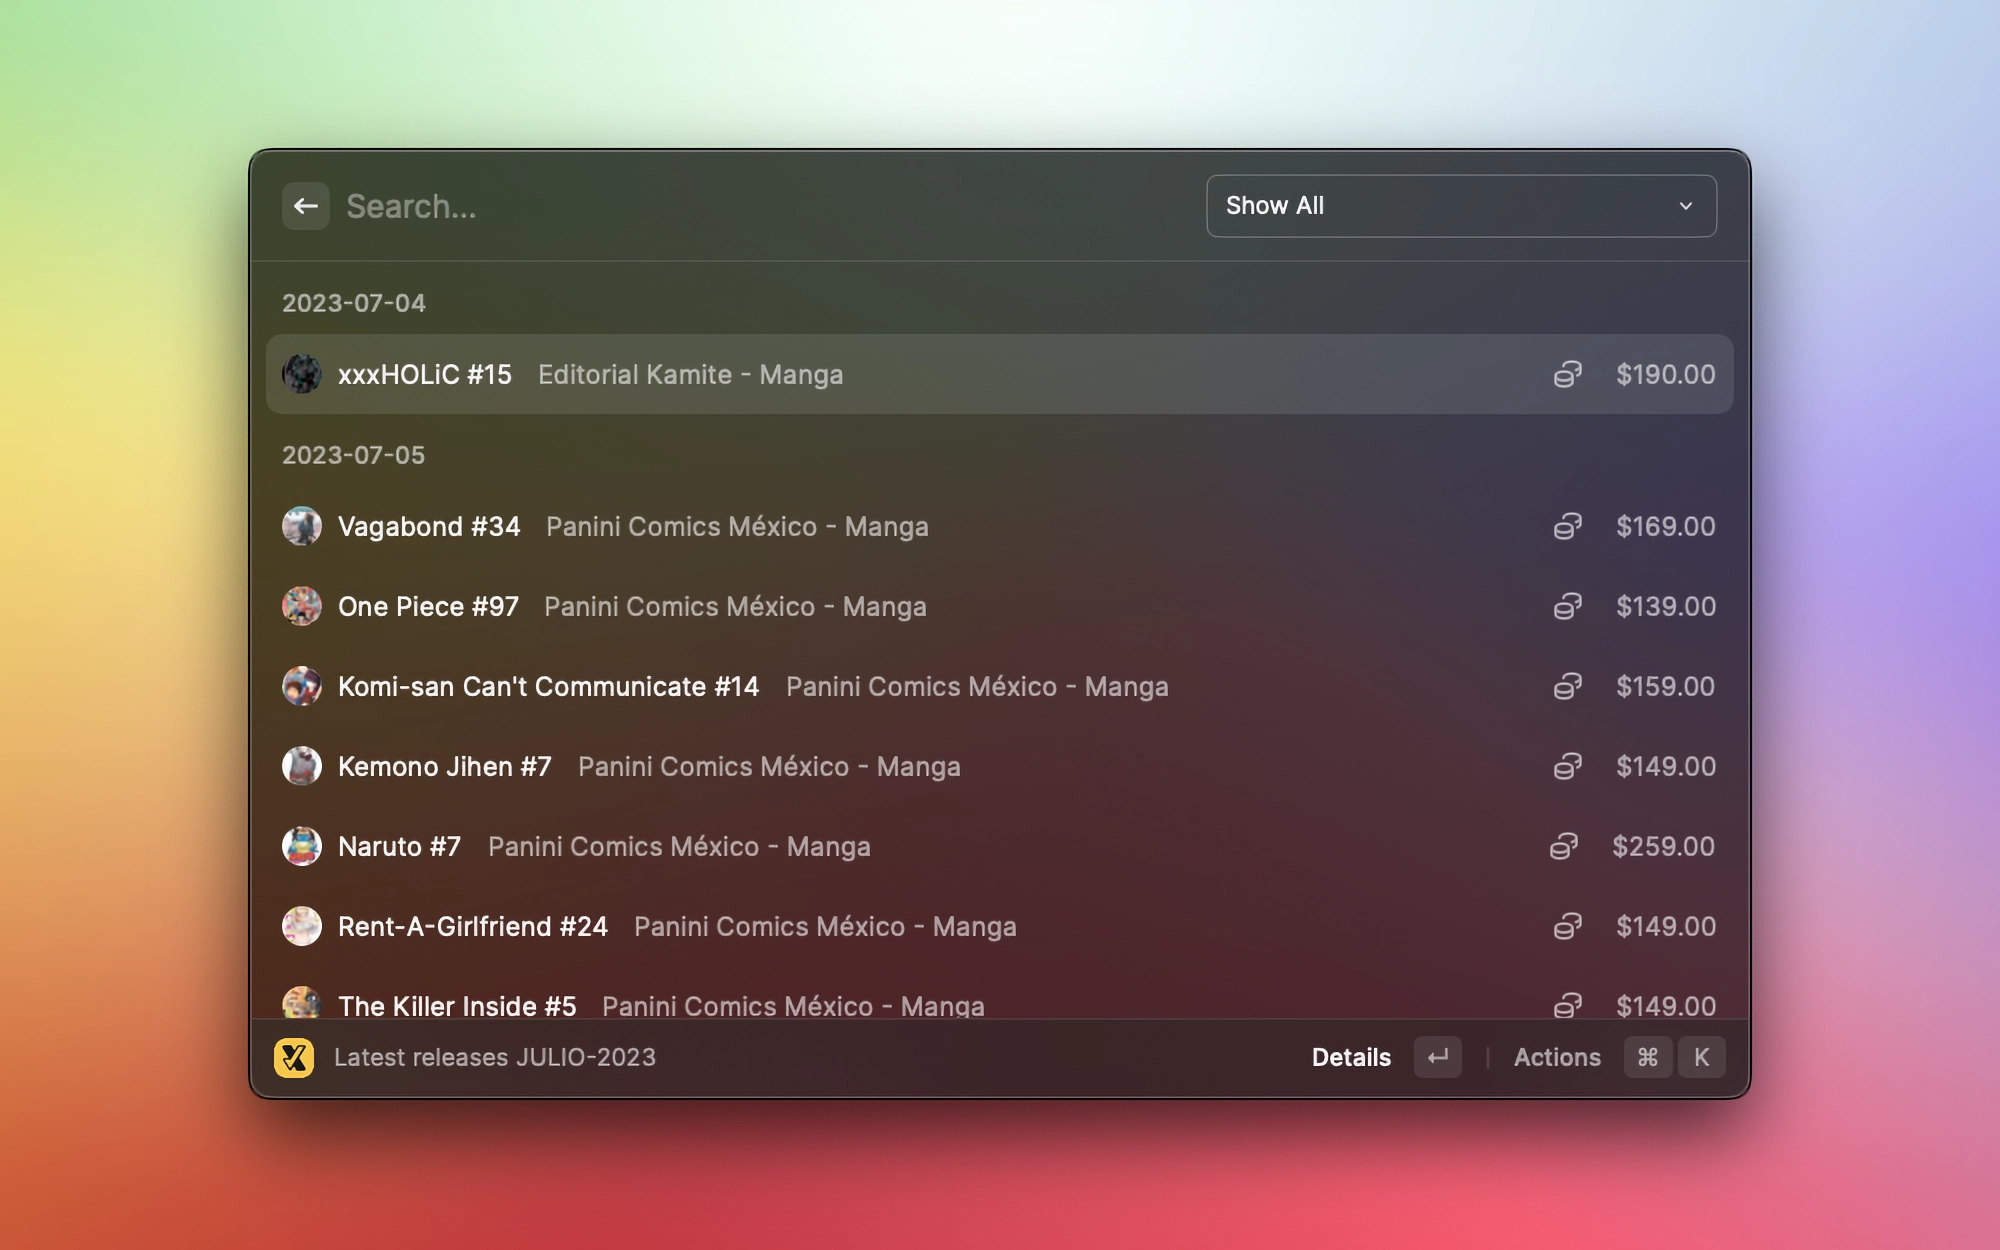 Search...
Show All
2023-07-04
xxxHOLiC #15 Editorial Kamite - Manga $190.00
2023-07-05
Vagabond #34 Panini Comics México - Manga $169.00
One Piece #97 Panini Comics México - Manga $139.00
Komi-san Can't Communicate #14 Panini Comics México - Manga $159.00
Kemono Jihen #7 Panini Comics México - Manga $149.00
Naruto #7 Panini Comics México - Manga $259.00
Rent-A-Girlfriend #24 Panini Comics México - Manga $149.00
The Killer Inside #5 Panini Comics México - Manga $149.00
Latest releases JULIO-2023 Details Actions ⌘ K